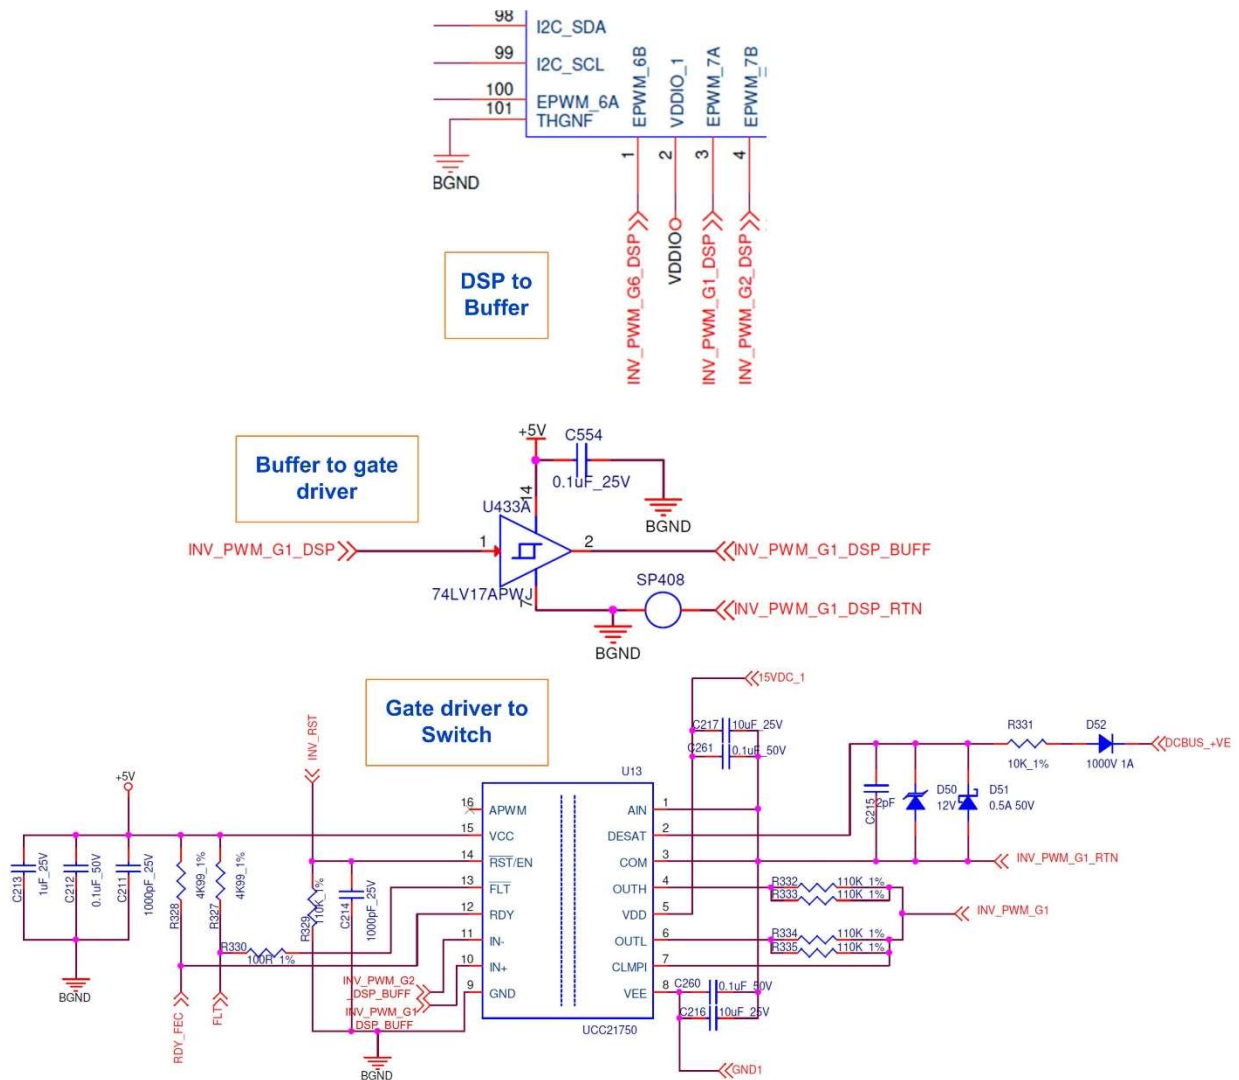 98
I2C_SDA
99
I2C_SCL
100
EPWM_6A
101
THGNF
BGND
EPWM_6B
VDDIO_1
EPWM_7A
EPWM_7B
1
2
3
4
INV_PWM_G6_DSP
VDDIO
INV_PWM_G1_DSP
INV_PWM_G2_DSP
DSP to
Buffer
Buffer to gate
driver
+5V
C554
0.1uF_25V
14
U433A
BGND
INV_PWM_G1_DSP
1
2
INV_PWM_G1_DSP_BUFF
74LV17APWJ
7
SP408
INV_PWM_G1_DSP_RTN
BGND
Gate driver to
Switch
INV_RST
15VDC_1
C217
10uF_25V
C261
0.1uF_50V
R331
10K_1%
D52
1000V 1A
DCBUS_+VE
+5V
U13
C213
1uF_25V
C212
0.1uF_50V
C211
1000pF_25V
R328
4K99_1%
R327
4K99_1%
R330
100R_1%
R329
110K_1%
C214
1000pF_25V
BGND
RDY_FEC
FLT
INV_PWM_G2
_DSP_BUFF
INV_PWM_G1
_DSP_BUFF
BGND
16
APWM
15
VCC
14
RST/EN
13
FLT
12
RDY
11
IN-
10
IN+
9
GND
AIN
1
DESAT
2
COM
3
OUTH
4
VDD
5
OUTL
6
CLMPI
7
VEE
8
UCC21750
C215
2pF
D50
12V
D51
0.5A 50V
INV_PWM_G1_RTN
R332
110K_1%
R333
110K_1%
INV_PWM_G1
R334
110K_1%
R335
110K_1%
C260
0.1uF_50V
C216
10uF_25V
GND1